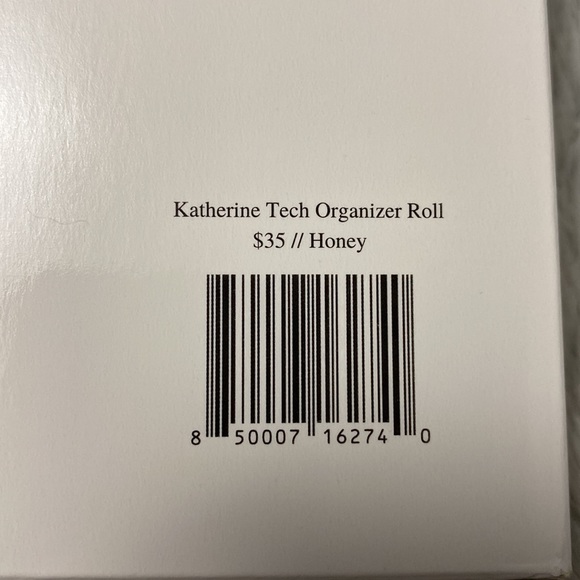 Katherine Tech Organizer Roll
$35 // Honey
8 50007 16274 0